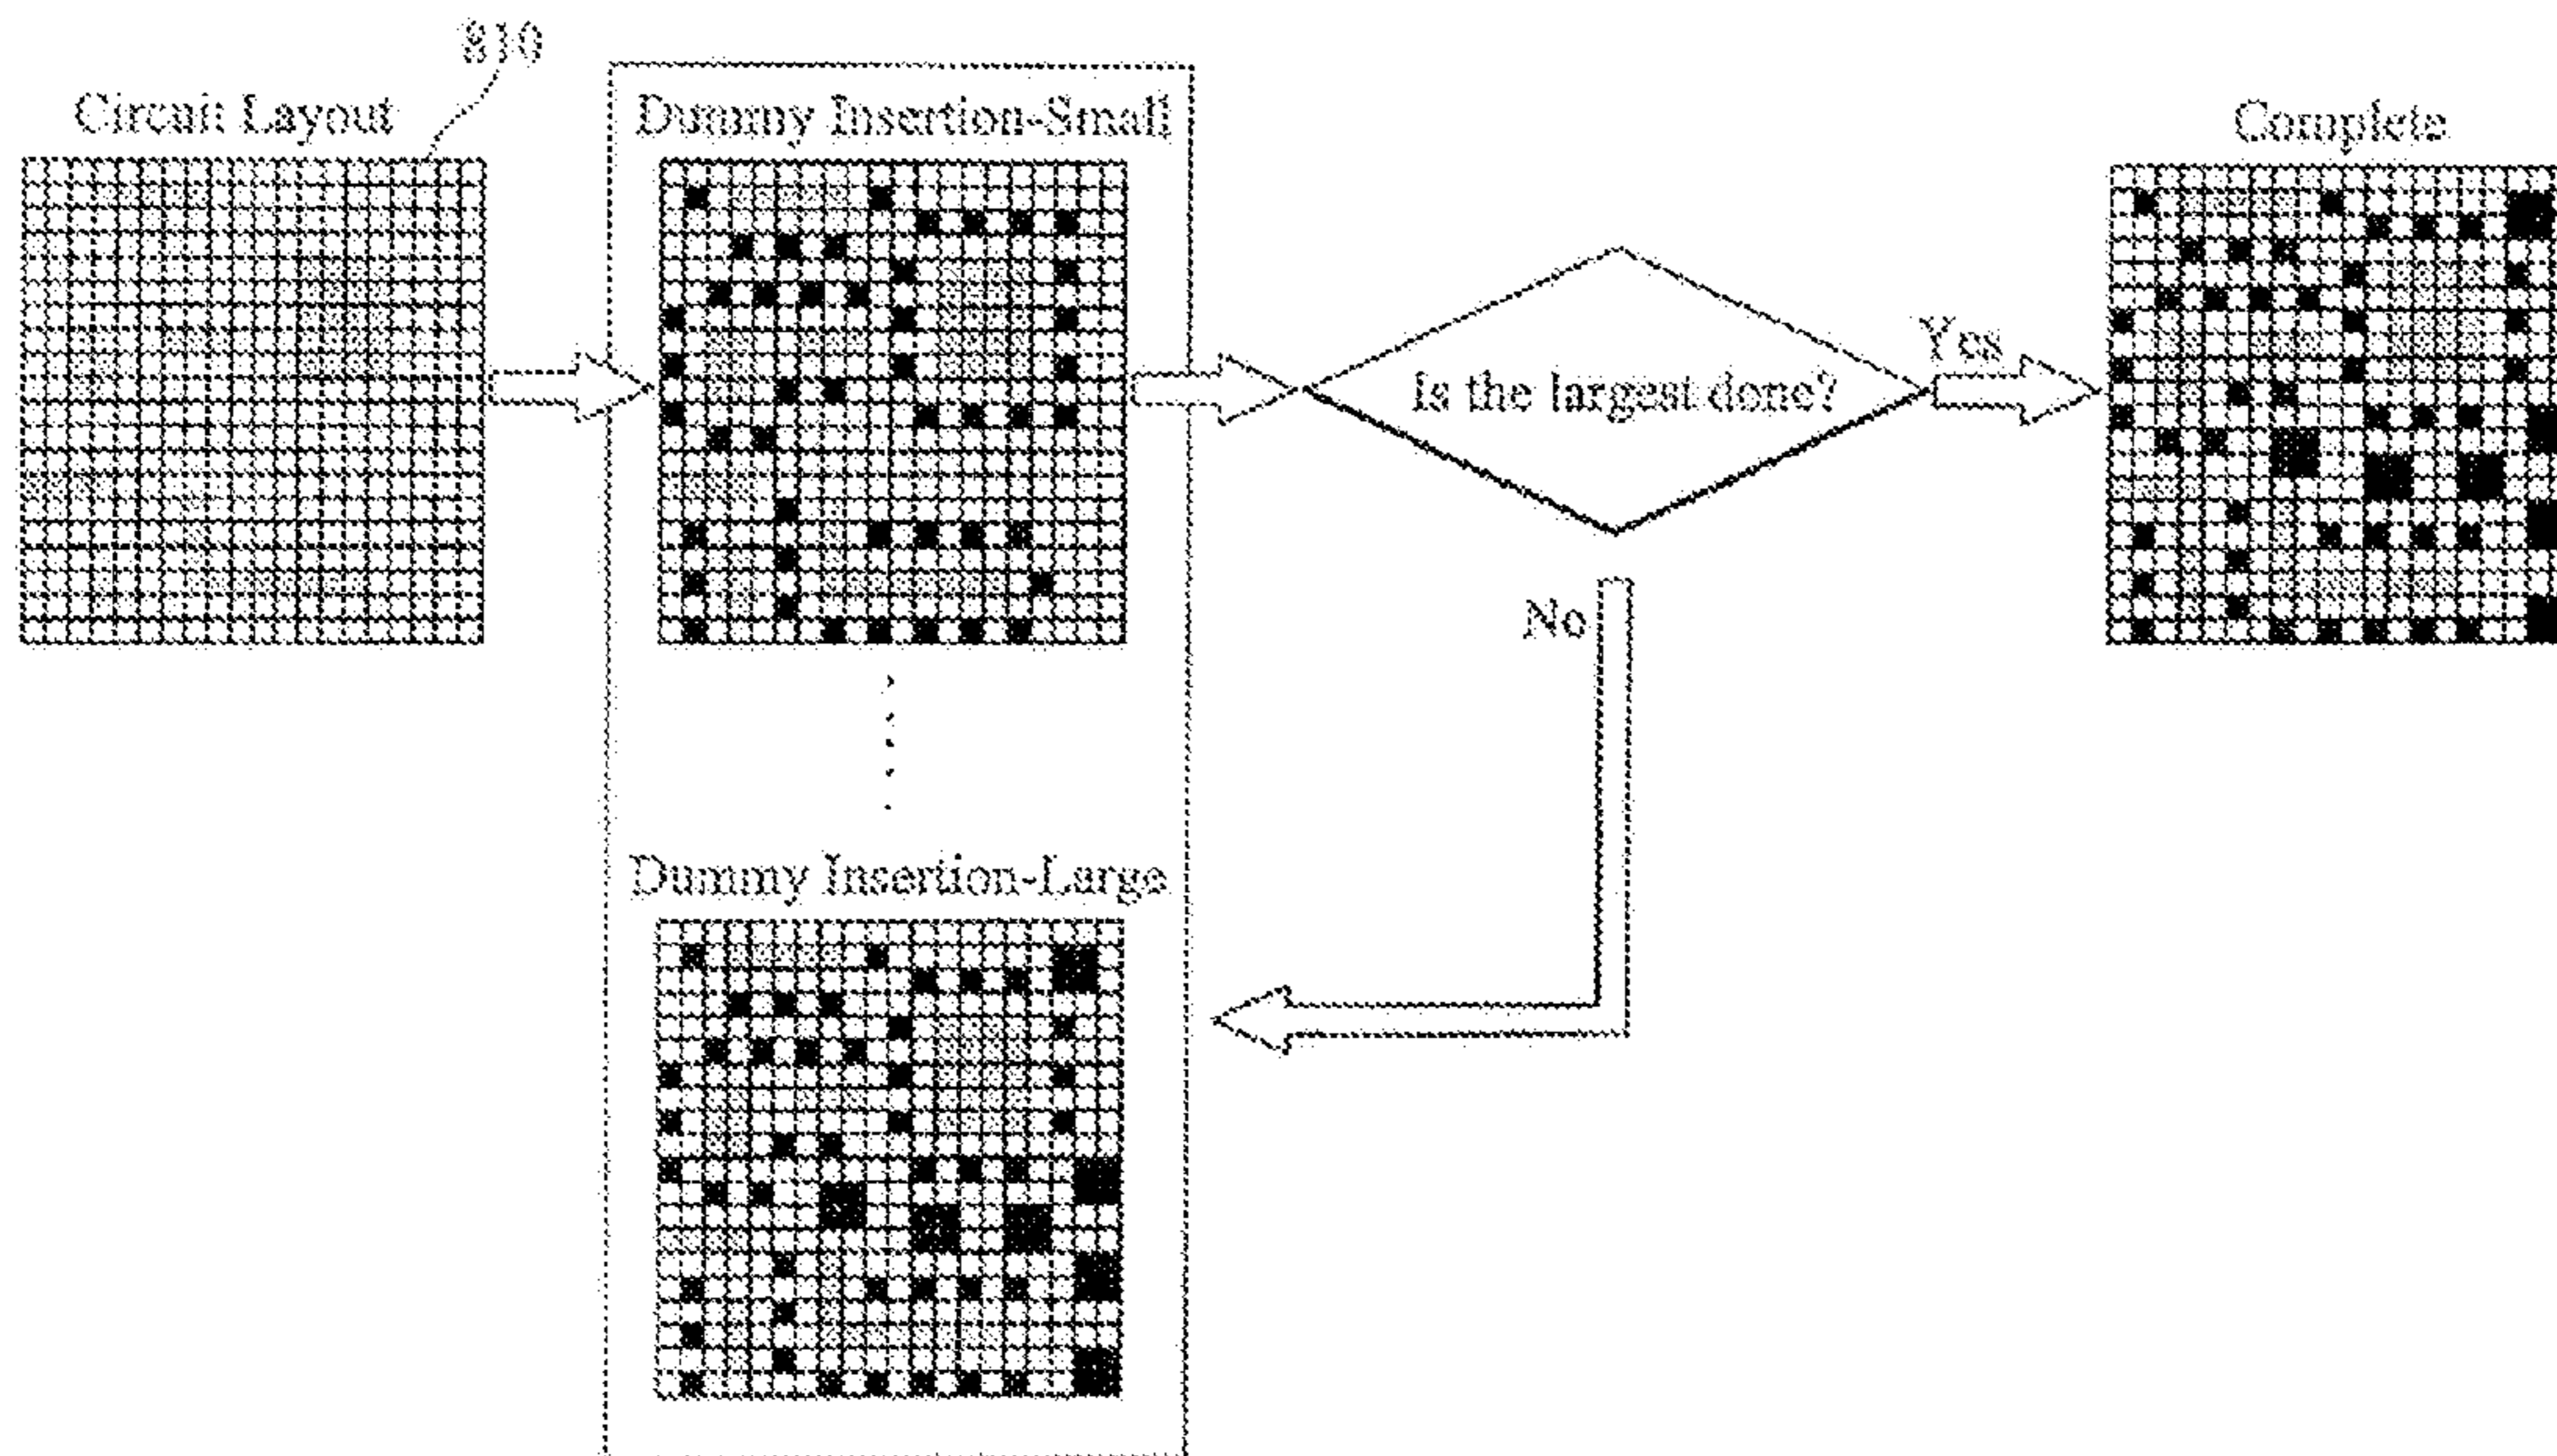 810
Circuit Layout
Dummy Insertion-Small
Complete
Is the largest done?
Yes
No
Dummy Insertion-Large